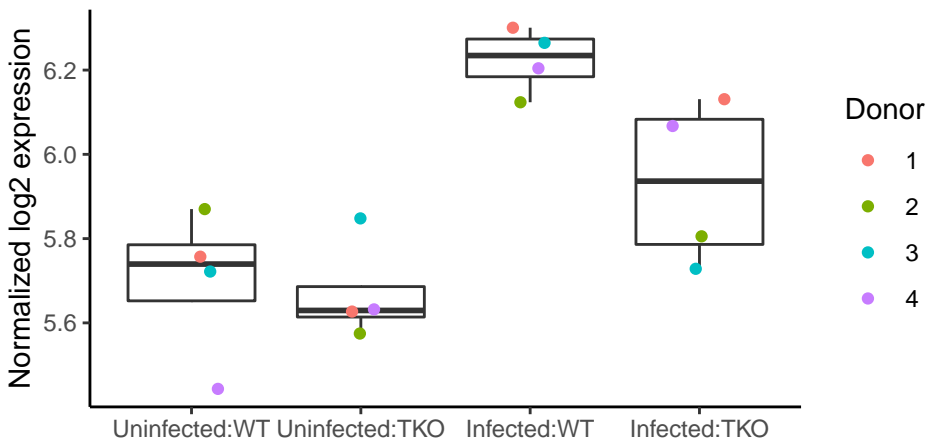 Normalized log2 expression
6.2
6.0
5.8
5.6
Uninfected:WT
Uninfected:TKO
Infected:WT
Infected:TKO
Donor
1
2
3
4